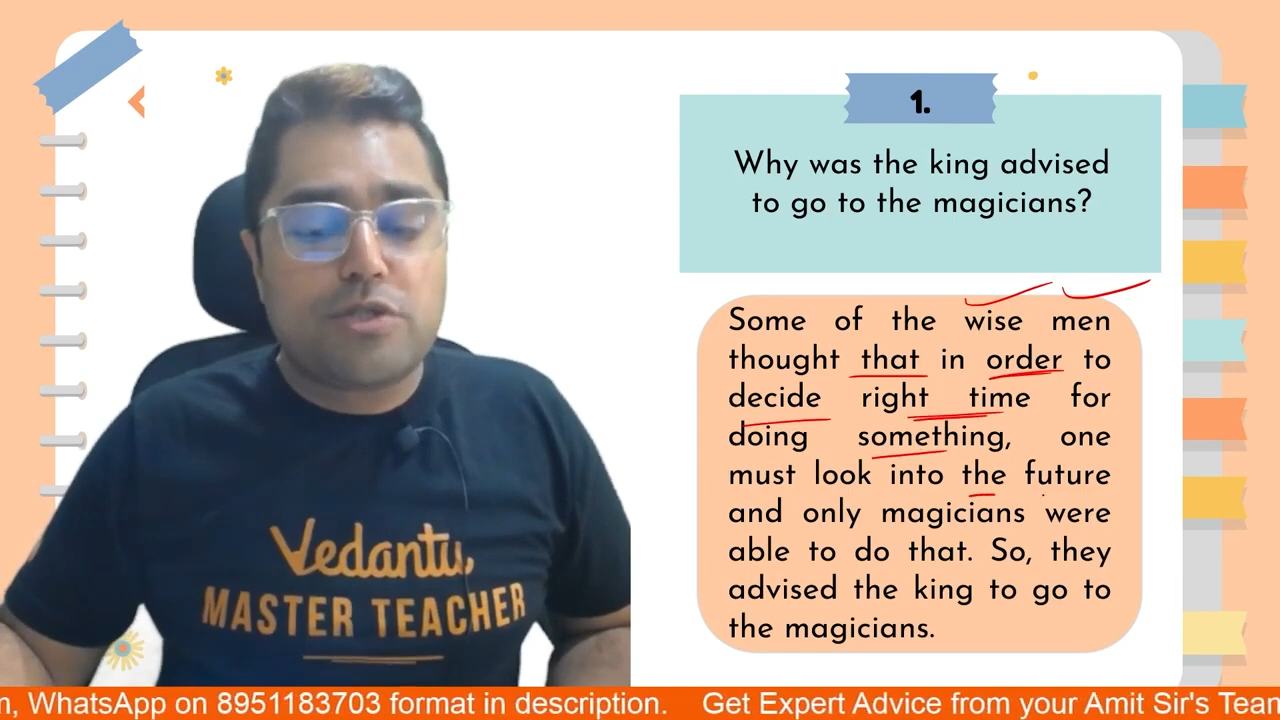 1.
Why was the king advised
to go to the magicians?
Some of the wise men
thought that in order to
decide right time for
doing something, one
must look into the future
and only magicians were
able to do that. So, they
advised the king to go to
the magicians.
Vedantu
MASTER TEACHER
m, WhatsApp on 8951183703 format in description. Get Expert Advice from your Amit Sir's Team